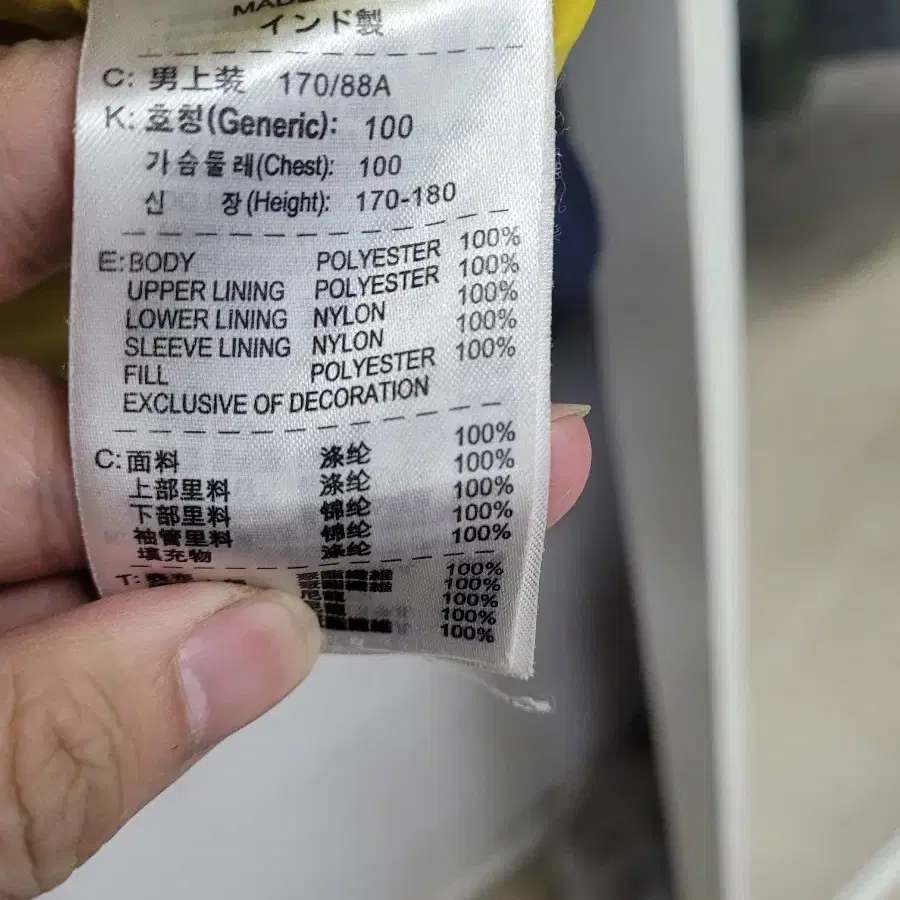 MADE
インド製
C: 男上装 170/88A
K: 호칭(Generic): 100
가슴둘레(Chest): 100
신 장(Height): 170-180
E: BODY POLYESTER 100%
UPPER LINING POLYESTER 100%
LOWER LINING NYLON 100%
SLEEVE LINING NYLON 100%
FILL POLYESTER 100%
EXCLUSIVE OF DECORATION
C: 面料 涤纶 100%
上部里料 涤纶 100%
下部里料 锦纶 100%
袖管里料 锦纶 100%
填充物 涤纶 100%
T: 100%
100%
100%
100%
100%